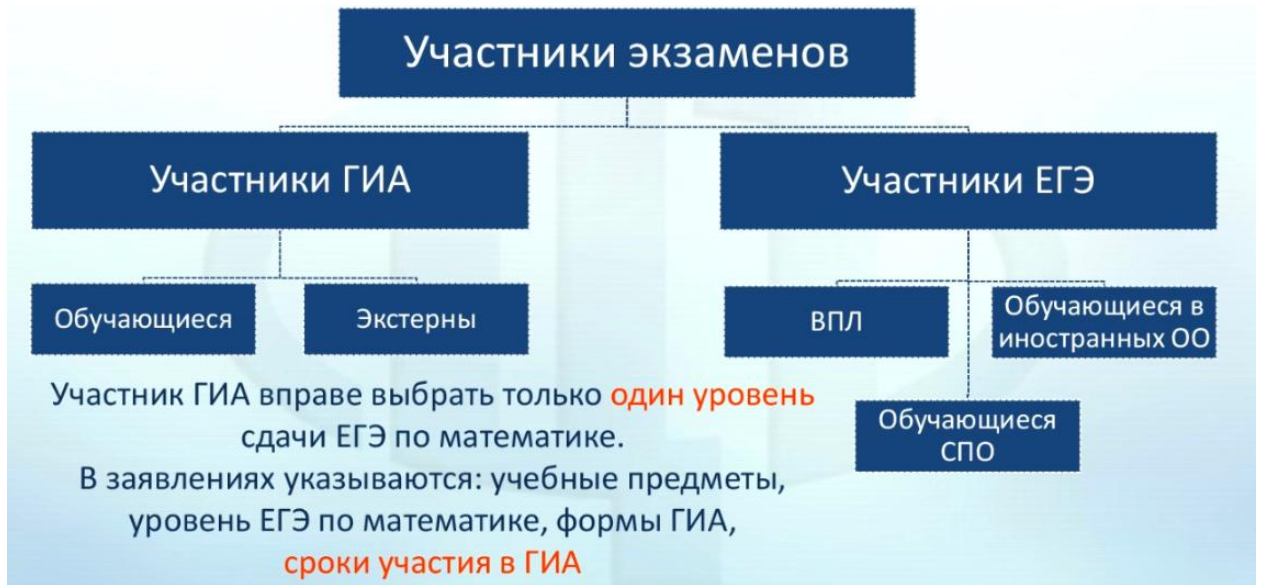 Участники экзаменов
Участники ГИА
Участники ЕГЭ
Обучающиеся
Экстерны
ВПЛ
Обучающиеся в
иностранных ОО
Обучающиеся
СПО
Участник ГИА вправе выбрать только один уровень
сдачи ЕГЭ по математике.
В заявлениях указываются: учебные предметы,
уровень ЕГЭ по математике, формы ГИА,
сроки участия в ГИА